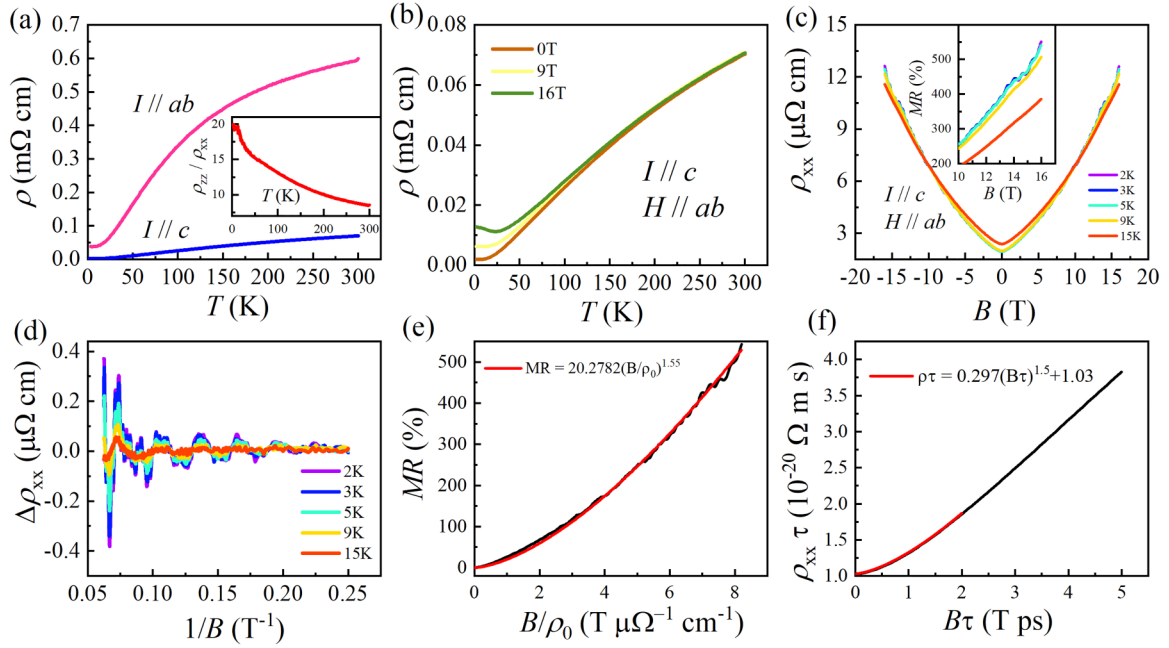 (a)
0.7
0.6
0.5
0.4
0.3
0.2
0.1
0.0
ρ (mΩ cm)
I // ab
I // c
20
15
10
ρzz / ρxx
T (K)
0 100 200 300
0 50 100 150 200 250 300
T (K)
(b)
0.08
0.06
0.04
0.02
0.00
ρ (mΩ cm)
0T
9T
16T
I // c
H // ab
0 50 100 150 200 250 300
T (K)
(c)
15
12
9
6
3
ρxx (μΩ cm)
500
400
300
200
MR (%)
10 12 14 16
B (T)
I // c
H // ab
2K
3K
5K
9K
15K
-20 -15 -10 -5 0 5 10 15 20
B (T)
(d)
0.4
0.2
0.0
-0.2
-0.4
Δρxx (μΩ cm)
2K
3K
5K
9K
15K
0.05 0.10 0.15 0.20 0.25
1/B (T⁻¹)
(e)
500
400
300
200
100
0
MR (%)
MR = 20.2782(B/ρ₀)^1.55
0 2 4 6 8
B/ρ₀ (T μΩ⁻¹ cm⁻¹)
(f)
4.0
3.5
3.0
2.5
2.0
1.5
1.0
ρxx τ (10⁻²⁰ Ω m s)
ρτ = 0.297(Bτ)^1.5+1.03
0 1 2 3 4 5
Bτ (T ps)